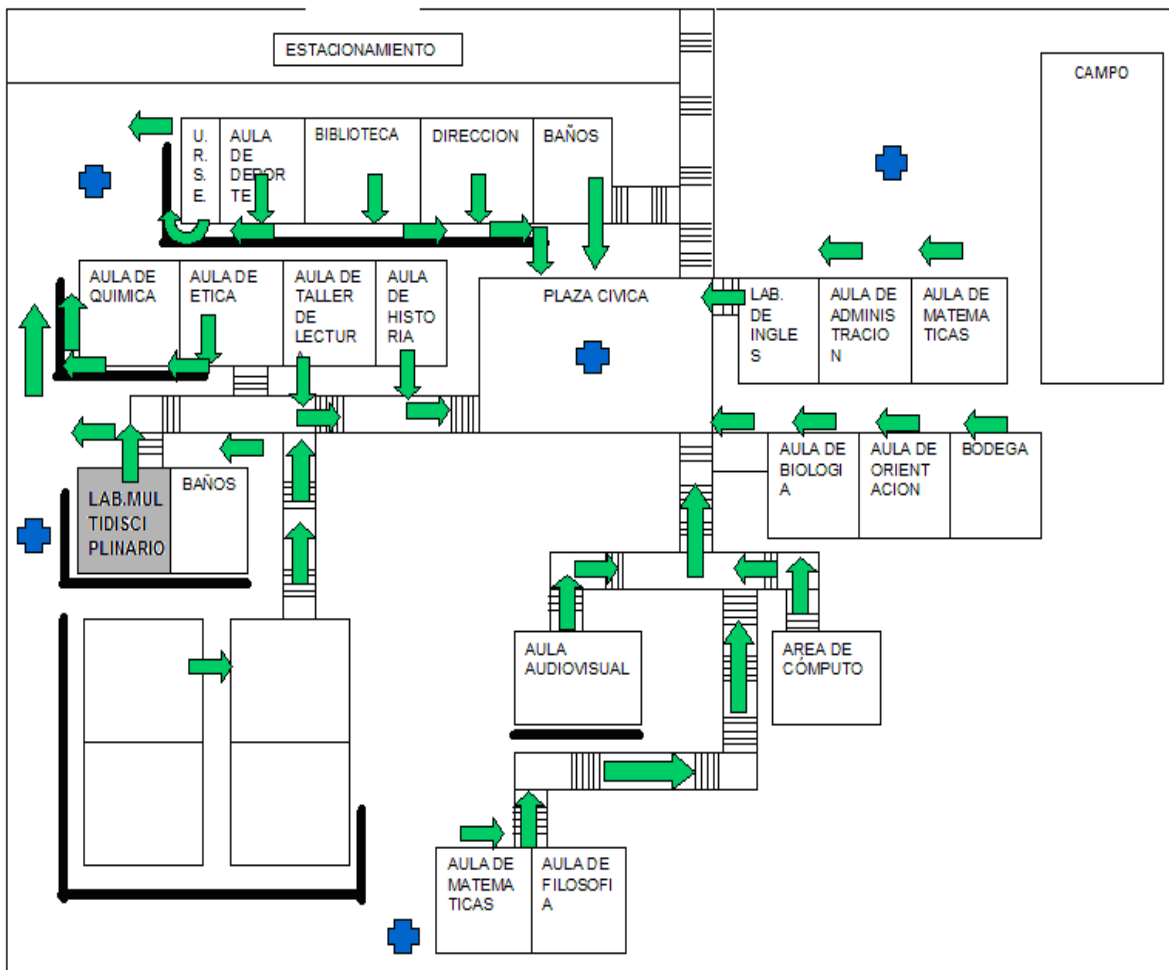 ESTACIONAMIENTO
CAMPO
U.
R.
S.
E.
AULA
DE
DEPOR
TE
BIBLIOTECA
DIRECCION
BAÑOS
AULA DE
QUIMICA
AULA DE
ETICA
AULA DE
TALLER
DE
LECTUR
A
AULA
DE
HISTO
RIA
PLAZA CIVICA
LAB.
DE
INGLE
S
AULA
DE
ADMINIS
TRACIO
N
AULA DE
MATEMA
TICAS
LAB.MUL
TIDISCI
PLINARIO
BAÑOS
AULA DE
BIOLOG
IA
AULA DE
ORIENT
ACION
BODEGA
AULA
AUDIOVISUAL
AREA DE
CÓMPUTO
AULA DE
MATEMA
TICAS
AULA DE
FILOSOFI
A